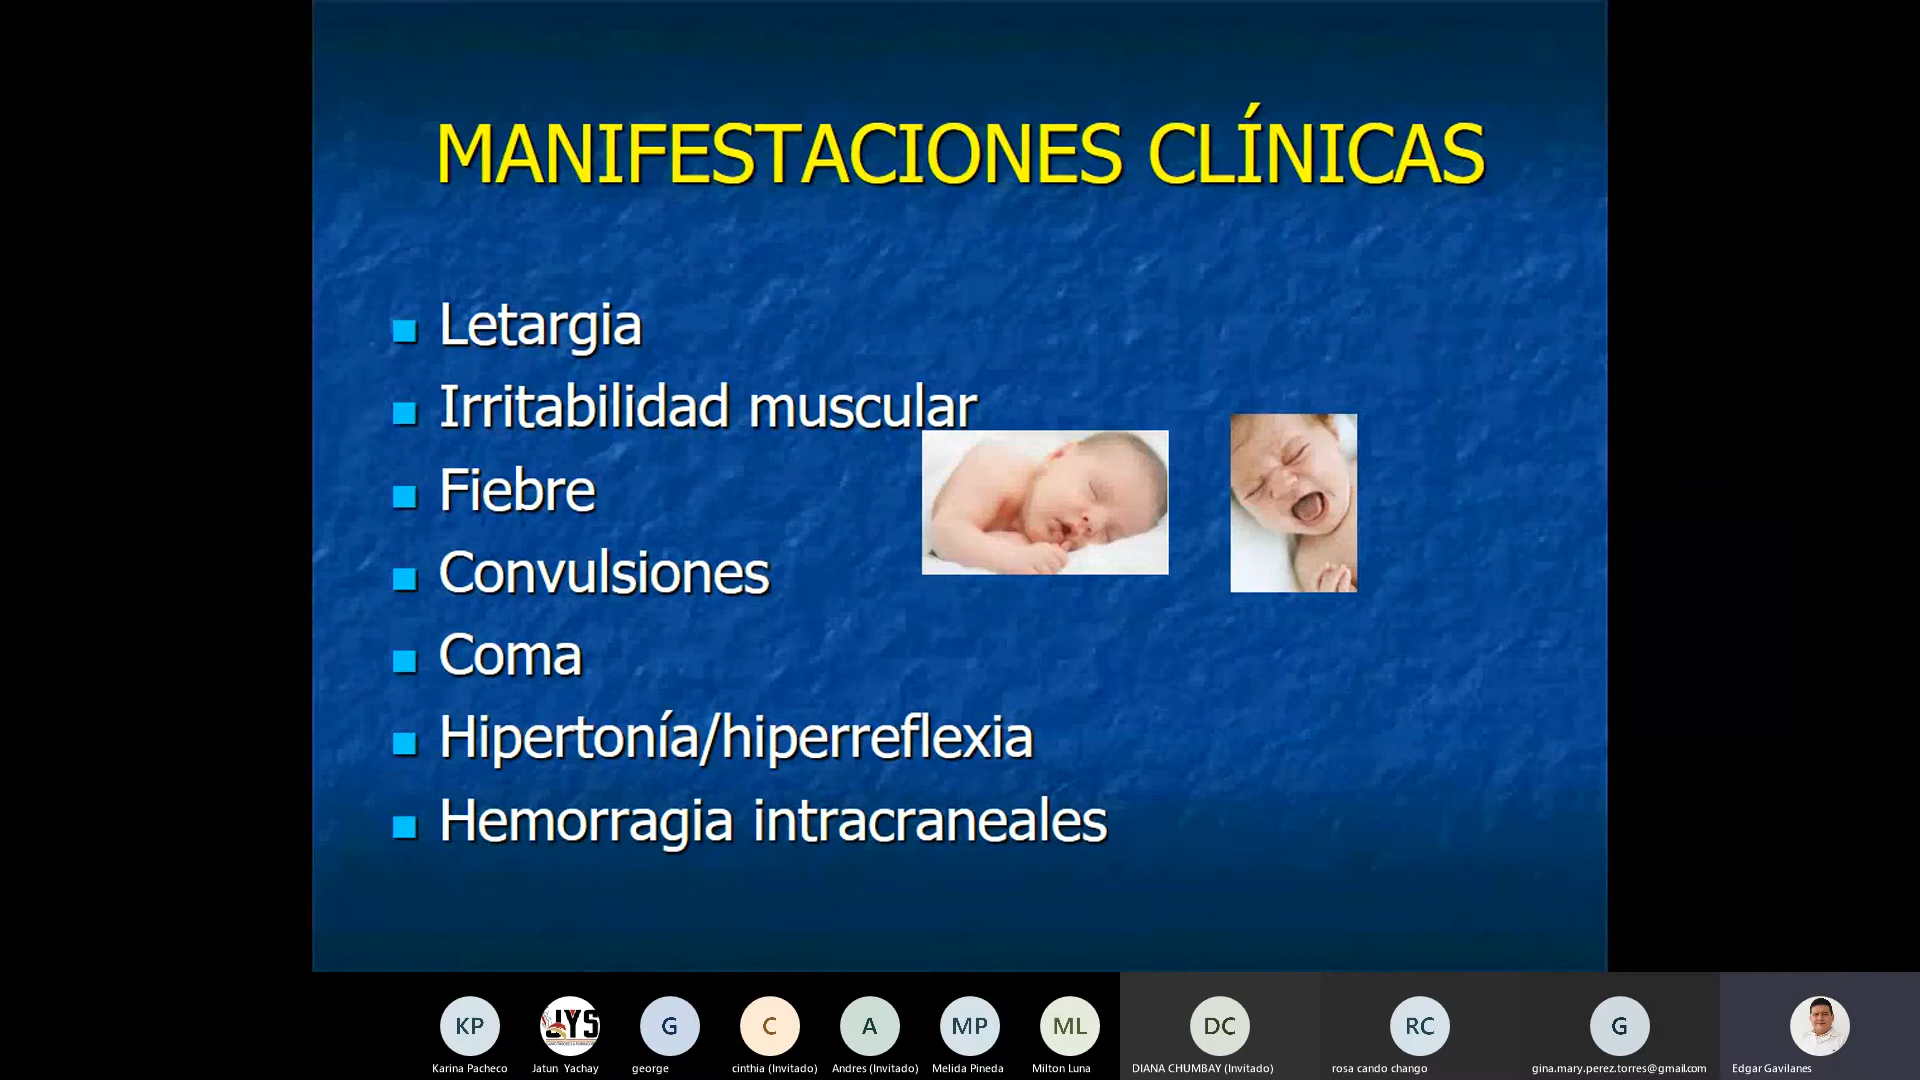 MANIFESTACIONES CLÍNICAS
Letargia
Irritabilidad muscular
Fiebre
Convulsiones
Coma
Hipertonía/hiperreflexia
Hemorragia intracraneales
KP
JYS
G
C
A
MP
ML
DC
RC
G
Karina Pacheco
Jatun Yachay
george
cinthia (Invitado)
Andres (Invitado)
Melida Pineda
Milton Luna
DIANA CHUMBAY (Invitado)
rosa cando chango
gina.mary.perez.torres@gmail.com
Edgar Gavilanes